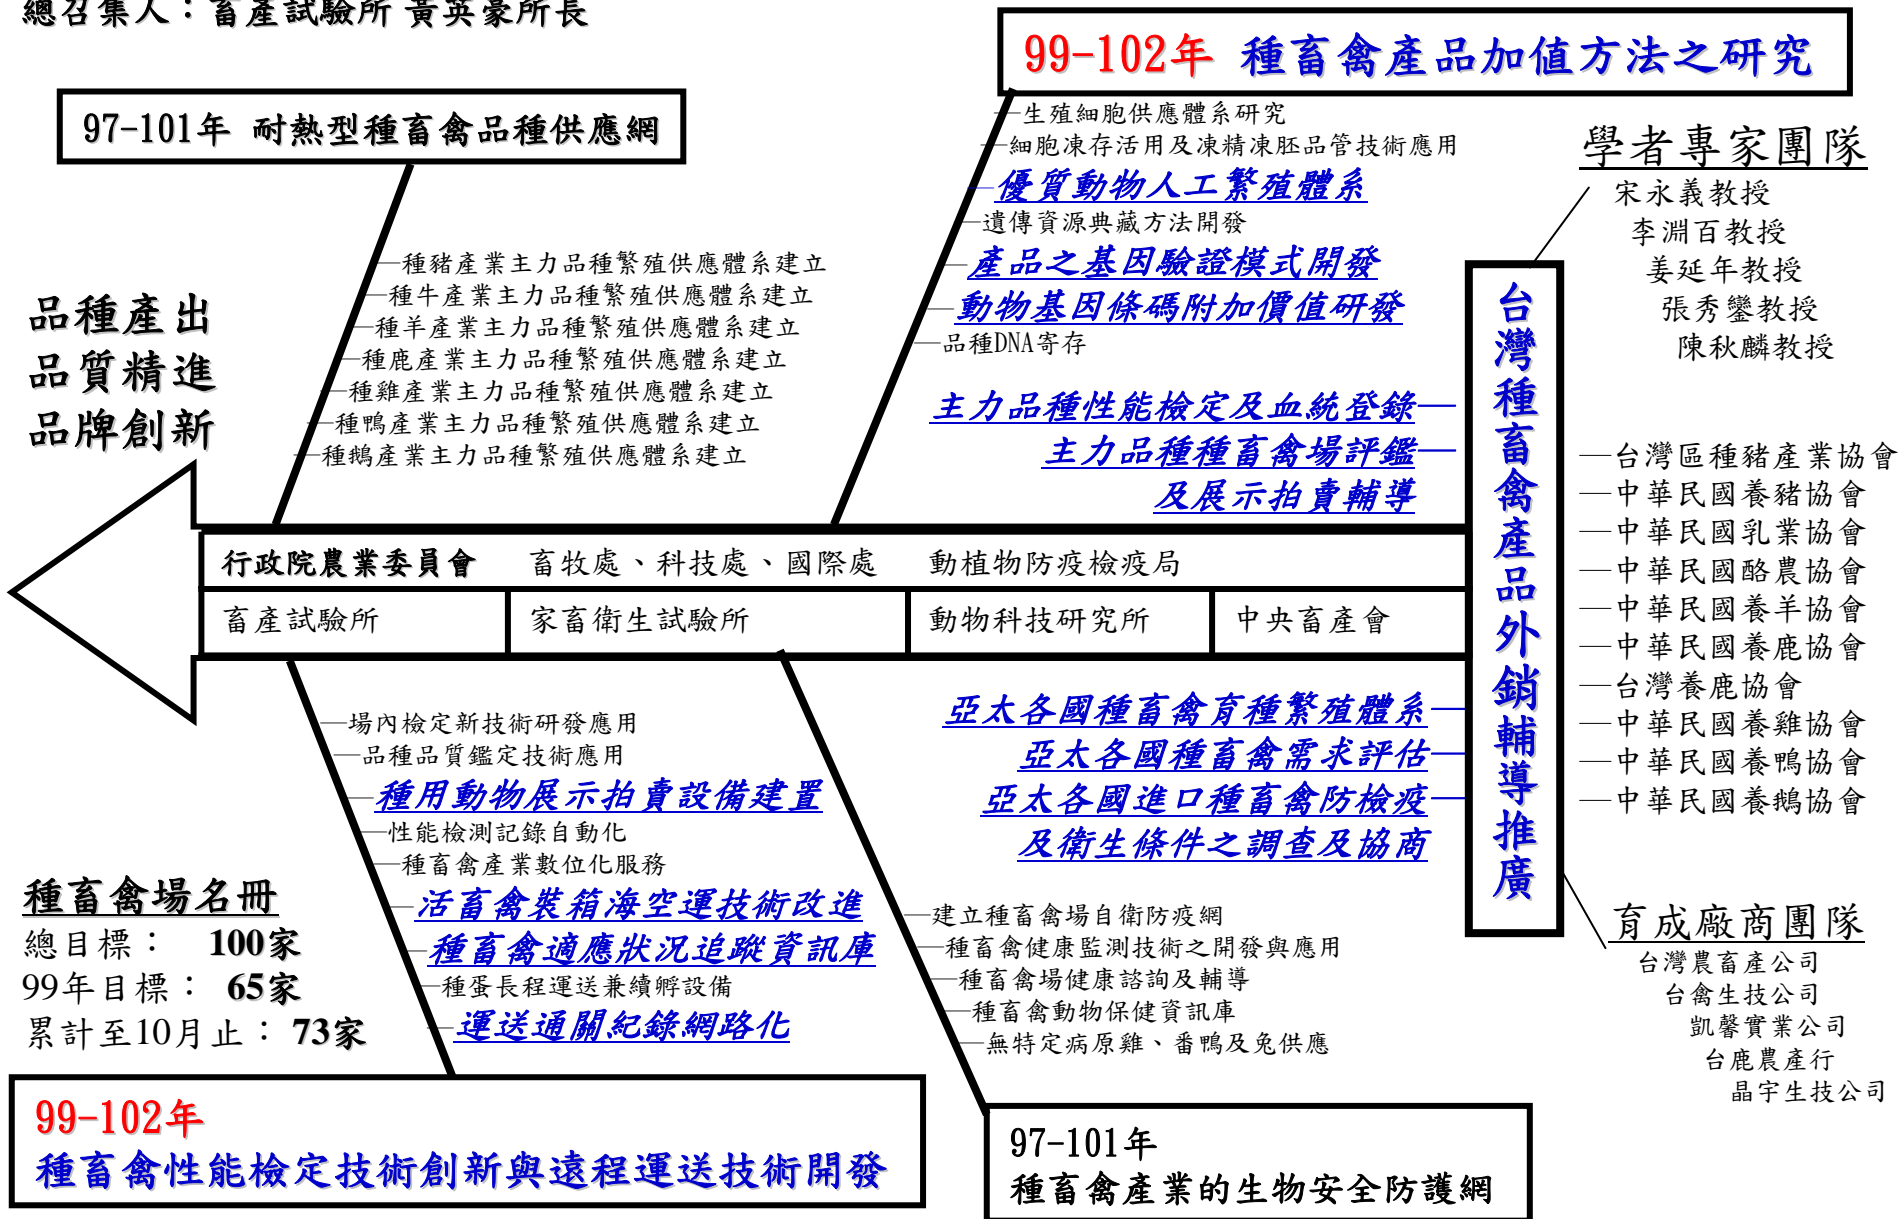 總召集人：畜產試驗所 黃英豪所長
99-102年 種畜禽產品加值方法之研究
97-101年 耐熱型種畜禽品種供應網
生殖細胞供應體系研究
細胞凍存活用及凍精凍胚品管技術應用
優質動物人工繁殖體系
遺傳資源典藏方法開發
產品之基因驗證模式開發
動物基因條碼附加價值研發
品種DNA寄存
種豬產業主力品種繁殖供應體系建立
種牛產業主力品種繁殖供應體系建立
種羊產業主力品種繁殖供應體系建立
種鹿產業主力品種繁殖供應體系建立
種雞產業主力品種繁殖供應體系建立
種鴨產業主力品種繁殖供應體系建立
種鵝產業主力品種繁殖供應體系建立
品種產出
品質精進
品牌創新
主力品種性能檢定及血統登錄
主力品種種畜禽場評鑑
及展示拍賣輔導
學者專家團隊
宋永義教授
李淵百教授
姜延年教授
張秀鑾教授
陳秋麟教授
台灣種畜禽產品外銷輔導推廣
台灣區種豬產業協會
中華民國養豬協會
中華民國乳業協會
中華民國酪農協會
中華民國養羊協會
中華民國養鹿協會
台灣養鹿協會
中華民國養雞協會
中華民國養鴨協會
中華民國養鵝協會
行政院農業委員會 畜牧處、科技處、國際處 動植物防疫檢疫局
畜產試驗所 家畜衛生試驗所 動物科技研究所 中央畜產會
場內檢定新技術研發應用
品種品質鑑定技術應用
種用動物展示拍賣設備建置
性能檢測記錄自動化
種畜禽產業數位化服務
活畜禽裝箱海空運技術改進
種畜禽適應狀況追蹤資訊庫
種蛋長程運送兼續孵設備
運送通關紀錄網路化
亞太各國種畜禽育種繁殖體系
亞太各國種畜禽需求評估
亞太各國進口種畜禽防檢疫
及衛生條件之調查及協商
建立種畜禽場自衛防疫網
種畜禽健康監測技術之開發與應用
種畜禽場健康諮詢及輔導
種畜禽動物保健資訊庫
無特定病原雞、番鴨及兔供應
種畜禽場名冊
總目標： 100家
99年目標： 65家
累計至10月止： 73家
育成廠商團隊
台灣農畜產公司
台禽生技公司
凱馨實業公司
台鹿農產行
晶宇生技公司
99-102年
種畜禽性能檢定技術創新與遠程運送技術開發
97-101年
種畜禽產業的生物安全防護網